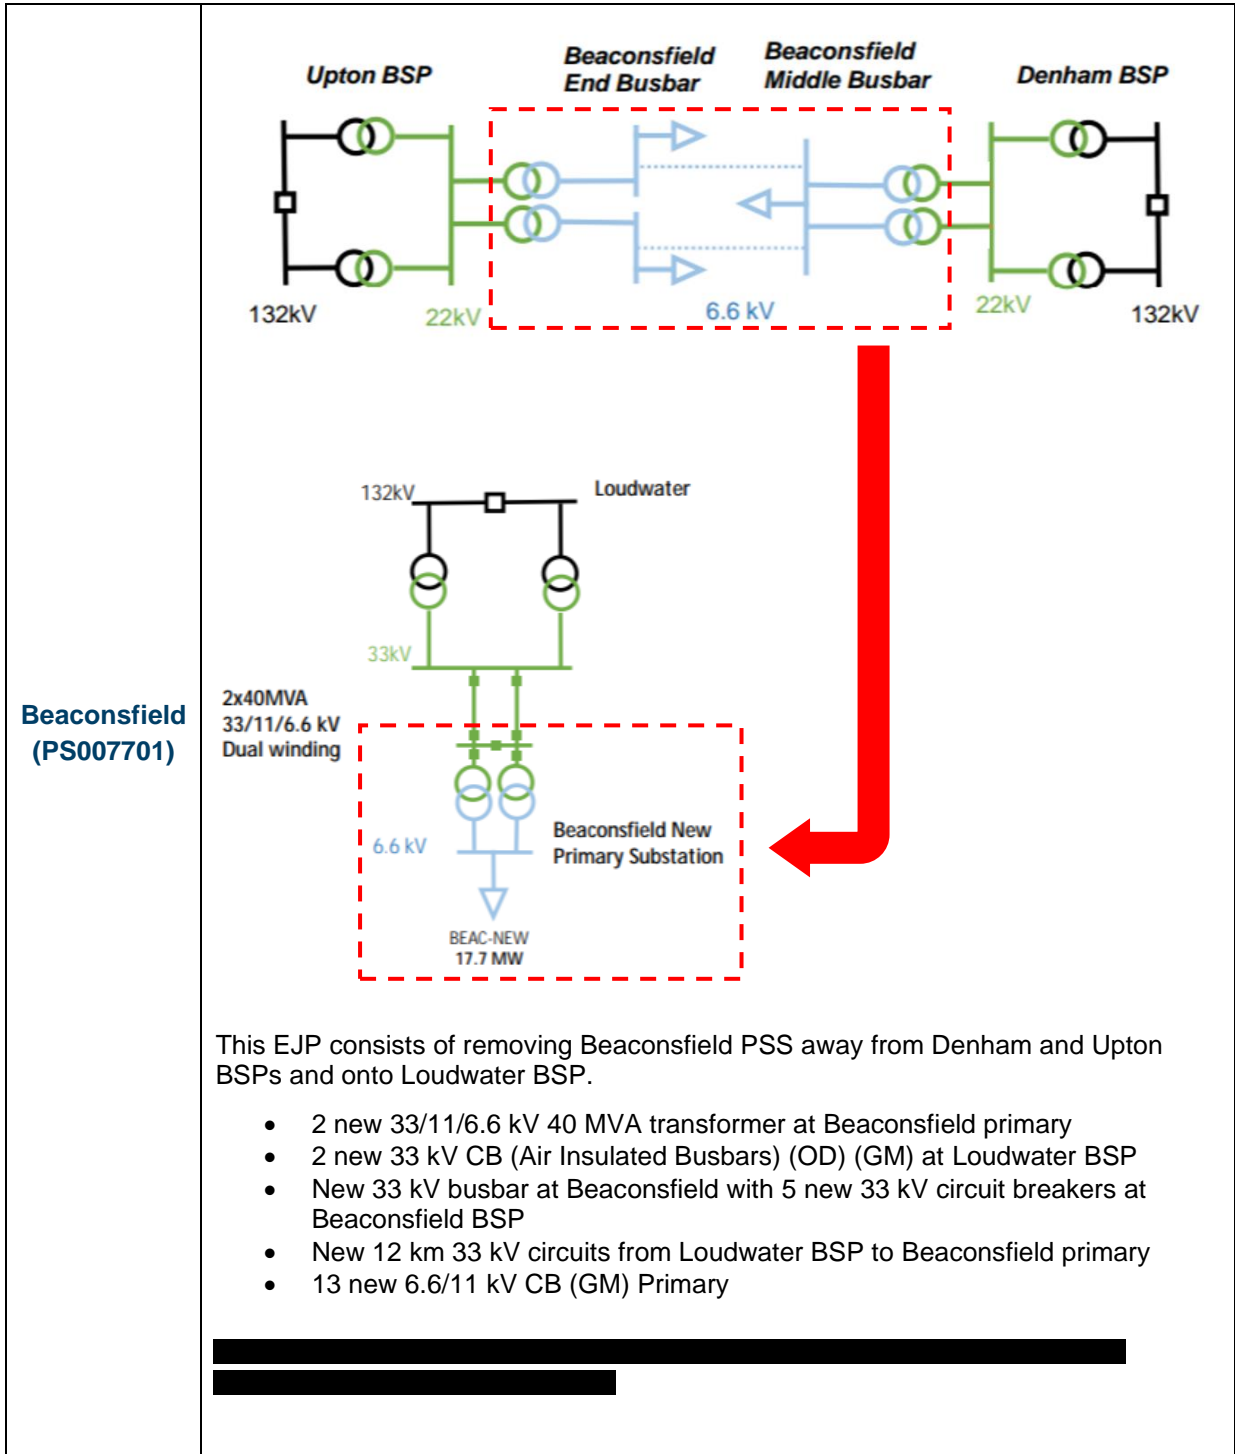 Upton BSP
Beaconsfield
End Busbar
Beaconsfield
Middle Busbar
Denham BSP
132kV
22kV
6.6 kV
22kV
132kV
132kV
Loudwater
33kV
2x40MVA
33/11/6.6 kV
Dual winding
6.6 kV
Beaconsfield New
Primary Substation
BEAC-NEW
17.7 MW
Beaconsfield
(PS007701)
This EJP consists of removing Beaconsfield PSS away from Denham and Upton
BSPs and onto Loudwater BSP.
• 2 new 33/11/6.6 kV 40 MVA transformer at Beaconsfield primary
• 2 new 33 kV CB (Air Insulated Busbars) (OD) (GM) at Loudwater BSP
• New 33 kV busbar at Beaconsfield with 5 new 33 kV circuit breakers at
Beaconsfield BSP
• New 12 km 33 kV circuits from Loudwater BSP to Beaconsfield primary
• 13 new 6.6/11 kV CB (GM) Primary